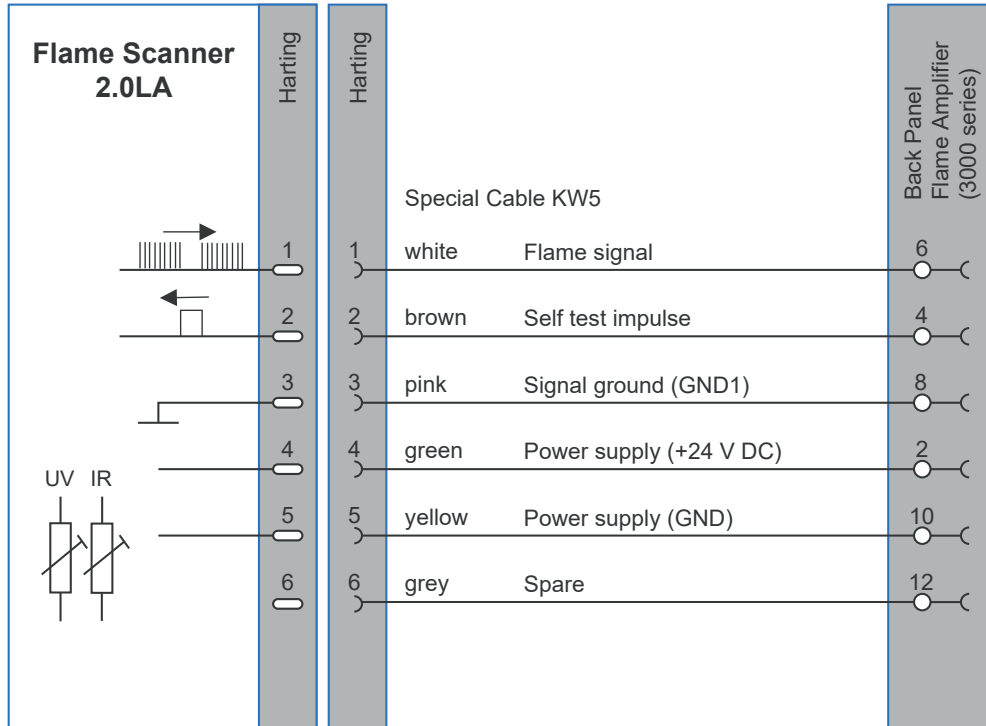 Flame Scanner
2.0LA
Harting
Harting
Back Panel
Flame Amplifier
(3000 series)
Special Cable KW5
1 1 white Flame signal 6
2 2 brown Self test impulse 4
3 3 pink Signal ground (GND1) 8
4 4 green Power supply (+24 V DC) 2
UV IR
5 5 yellow Power supply (GND) 10
6 6 grey Spare 12